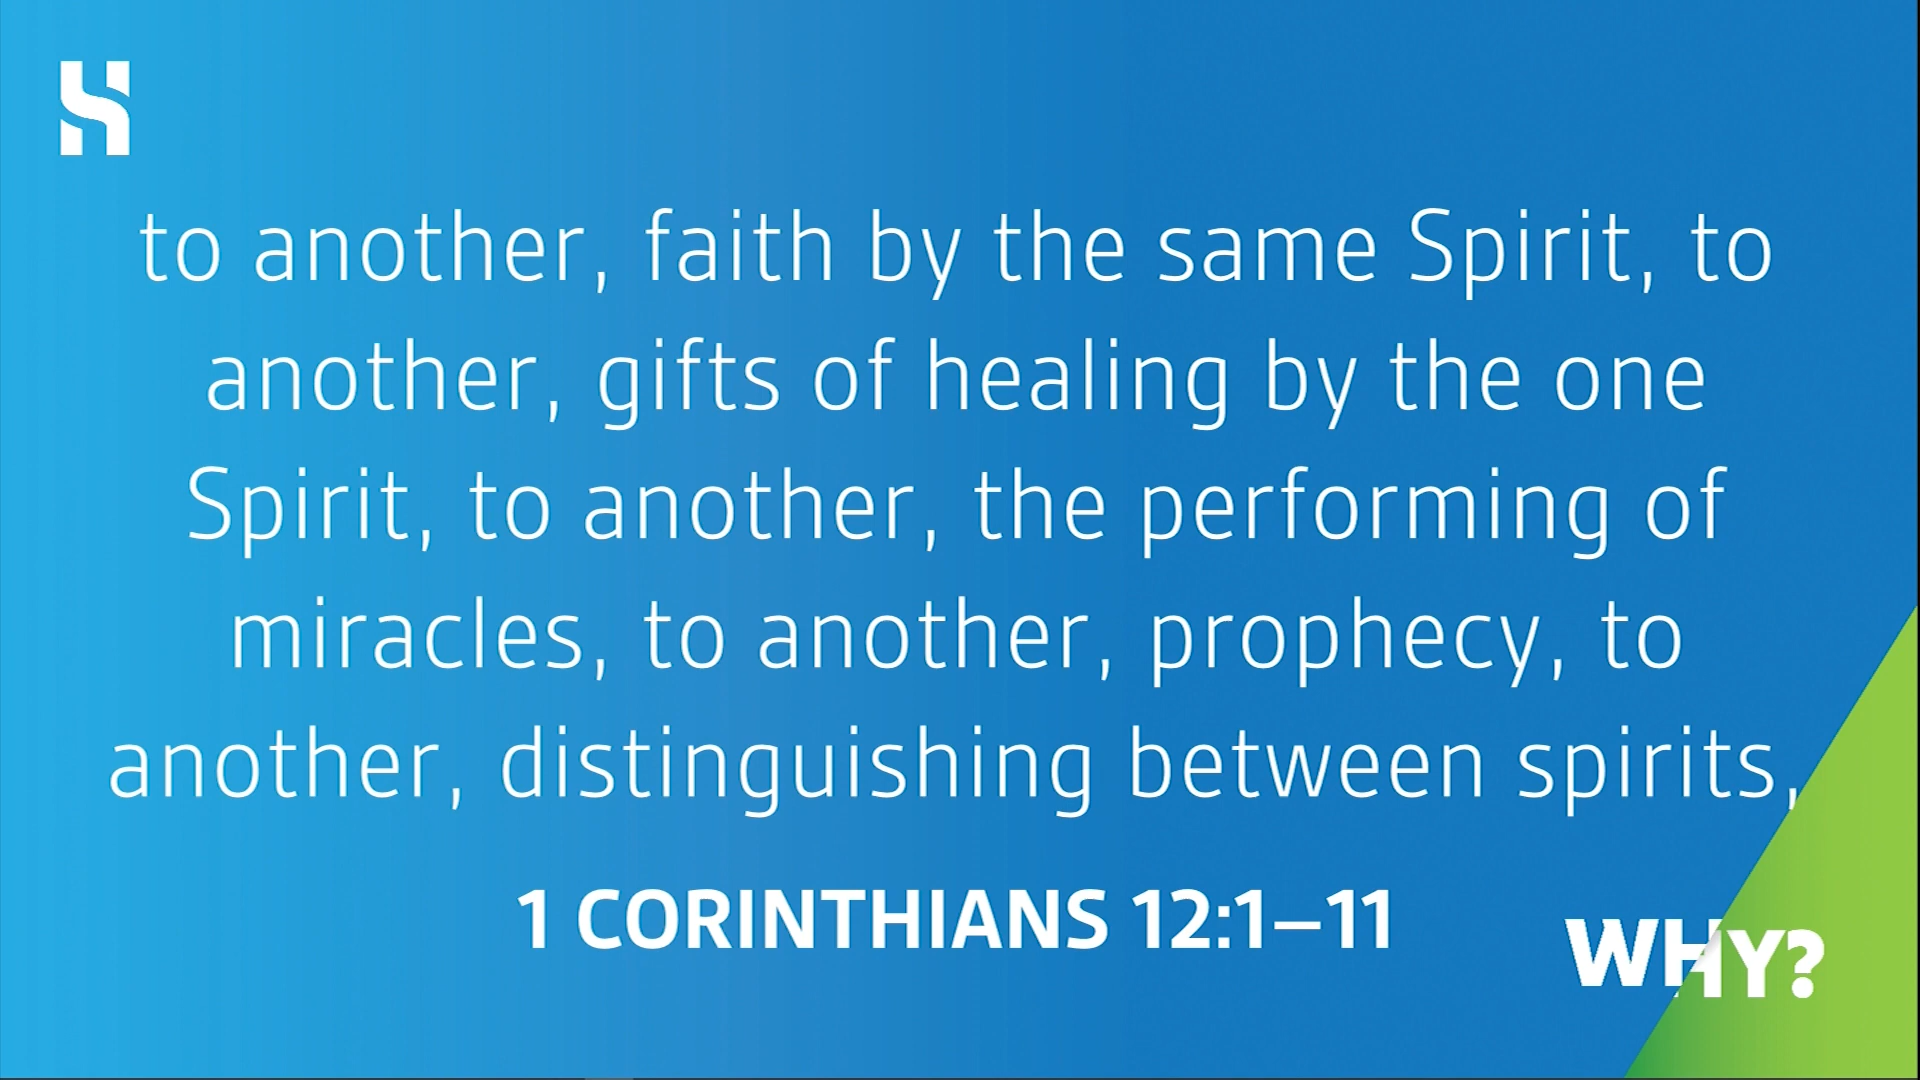 to another, faith by the same Spirit, to
another, gifts of healing by the one
Spirit, to another, the performing of
miracles, to another, prophecy, to
another, distinguishing between spirits,
1 CORINTHIANS 12:1–11
WHY?